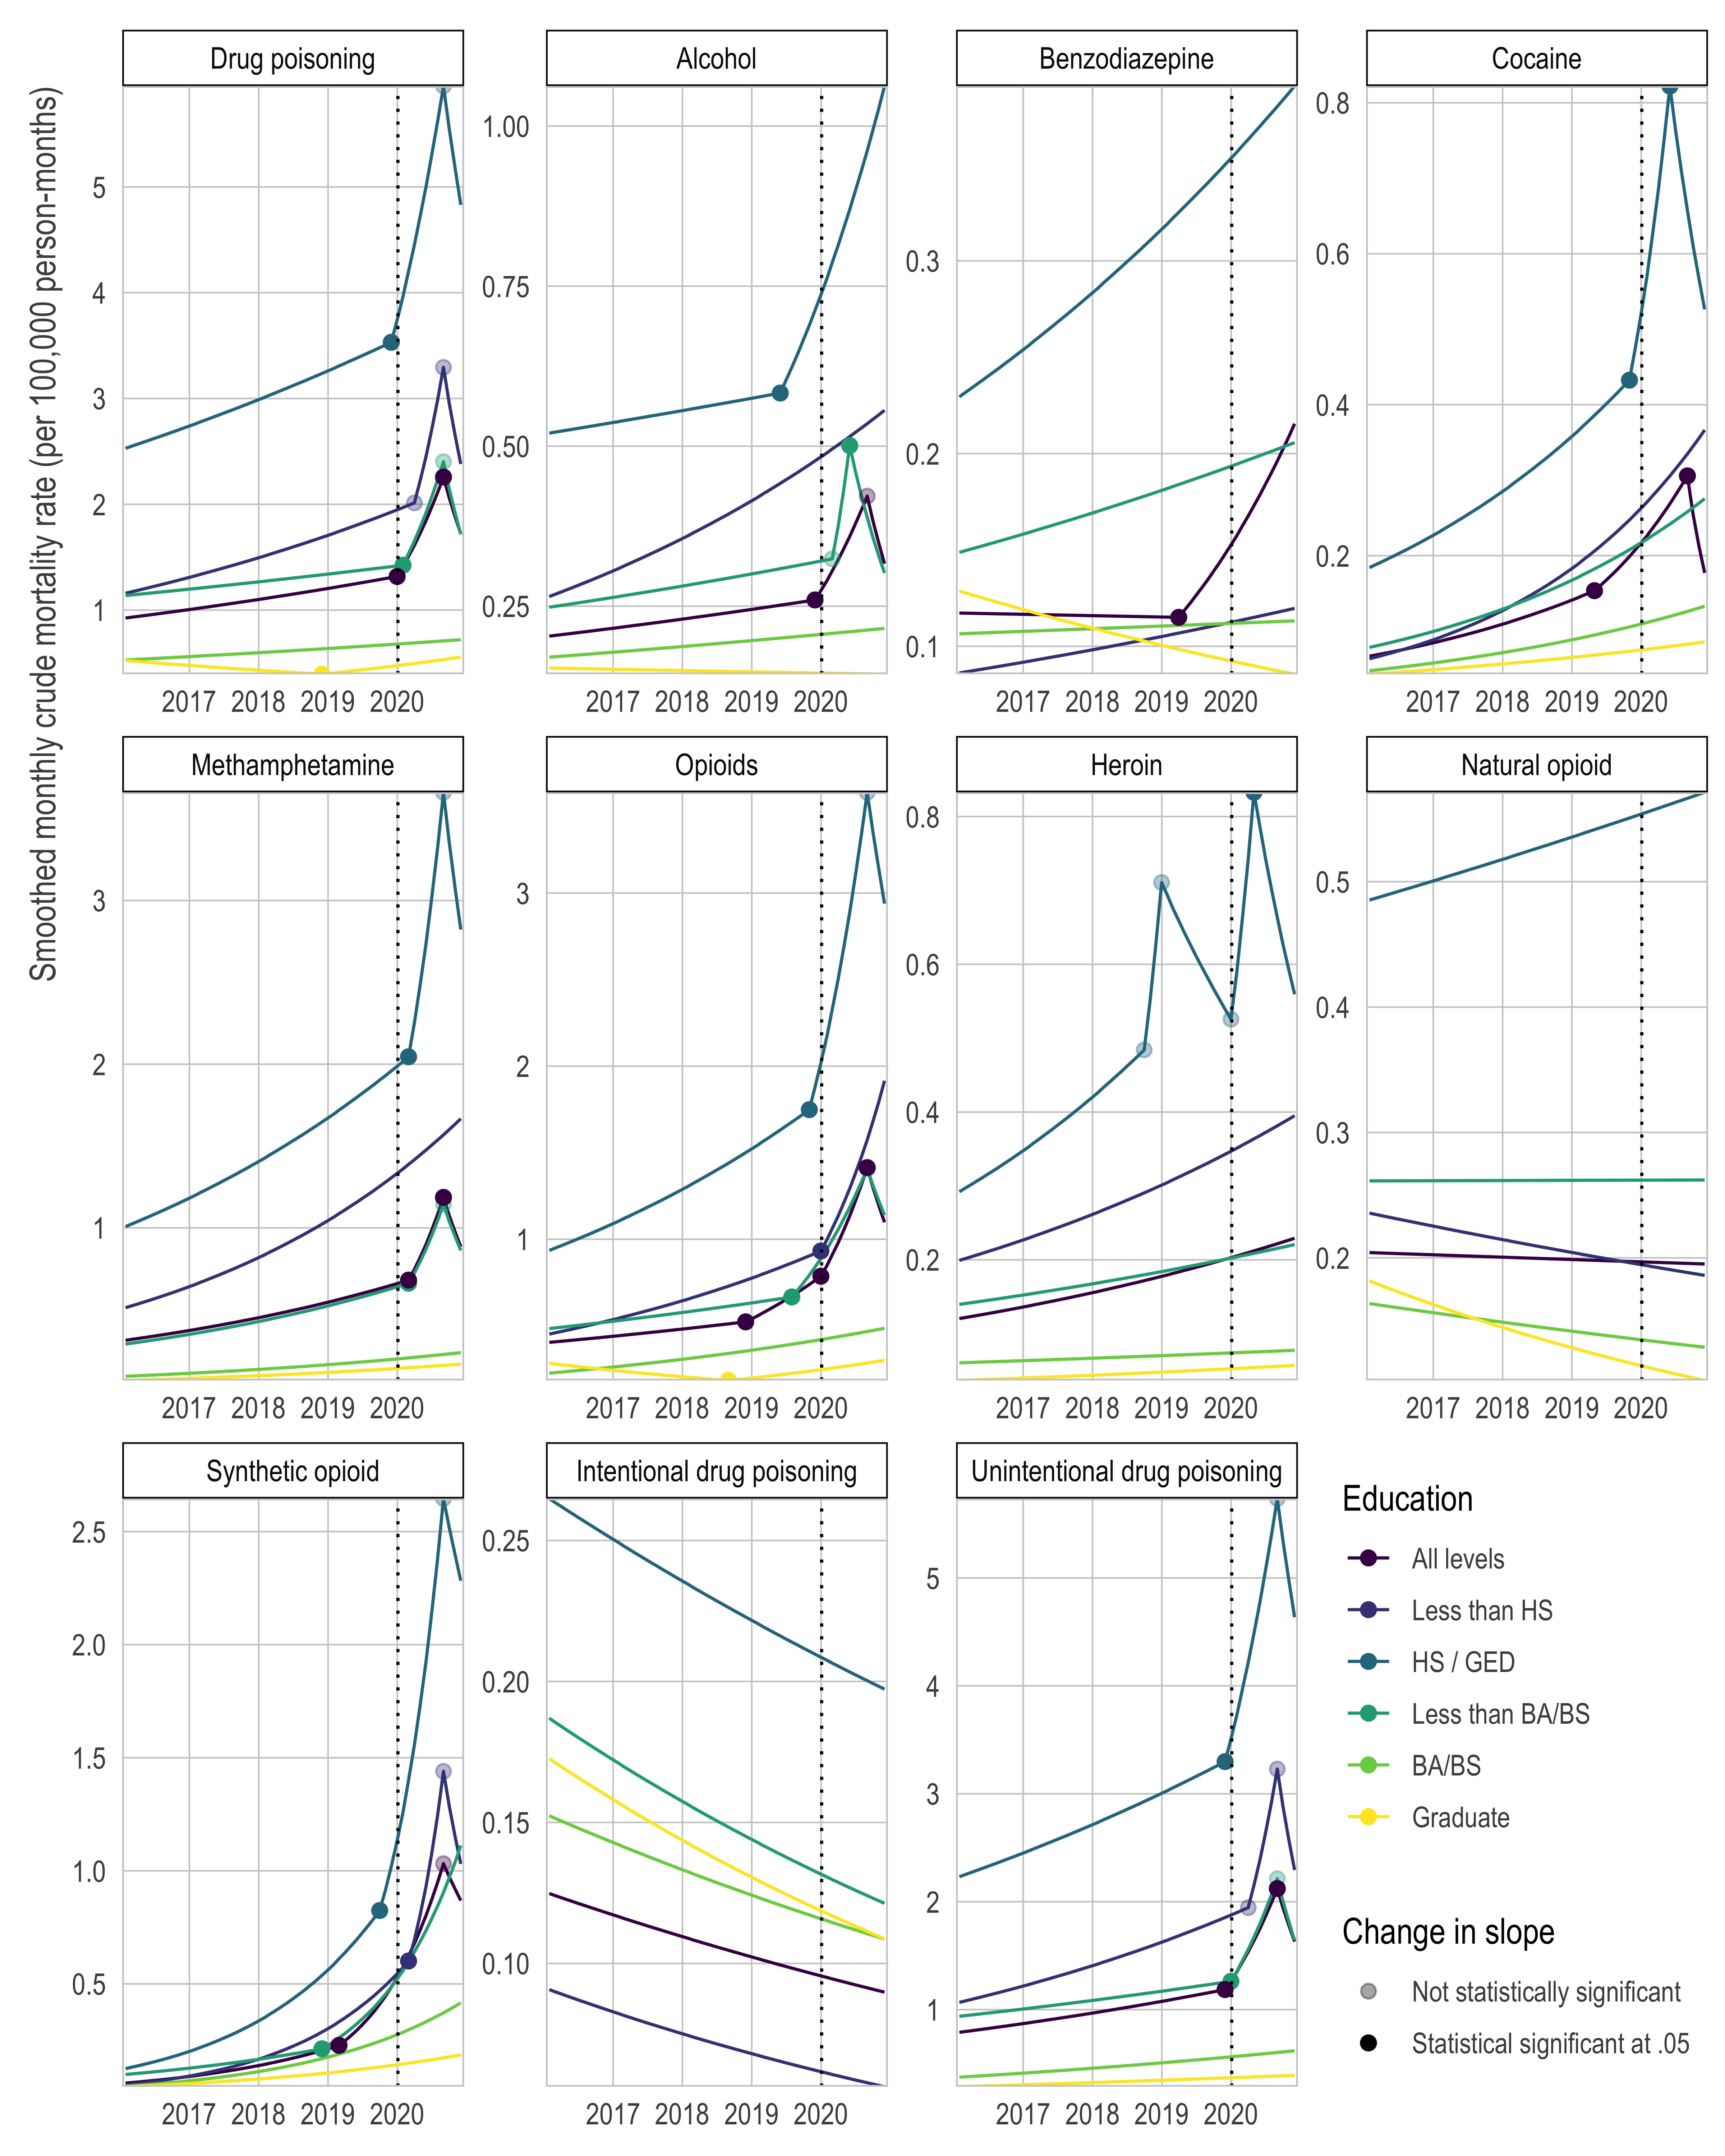 Smoothed monthly crude mortality rate (per 100,000 person-months)
Drug poisoning
5
4
3
2
1
2017 2018 2019 2020
Alcohol
1.00
0.75
0.50
0.25
2017 2018 2019 2020
Benzodiazepine
0.3
0.2
0.1
2017 2018 2019 2020
Cocaine
0.8
0.6
0.4
0.2
2017 2018 2019 2020
Methamphetamine
3
2
1
2017 2018 2019 2020
Opioids
3
2
1
2017 2018 2019 2020
Heroin
0.8
0.6
0.4
0.2
2017 2018 2019 2020
Natural opioid
0.5
0.4
0.3
0.2
2017 2018 2019 2020
Synthetic opioid
2.5
2.0
1.5
1.0
0.5
2017 2018 2019 2020
Intentional drug poisoning
0.25
0.20
0.15
0.10
2017 2018 2019 2020
Unintentional drug poisoning
5
4
3
2
1
2017 2018 2019 2020
Education
All levels
Less than HS
HS / GED
Less than BA/BS
BA/BS
Graduate
Change in slope
Not statistically significant
Statistical significant at .05